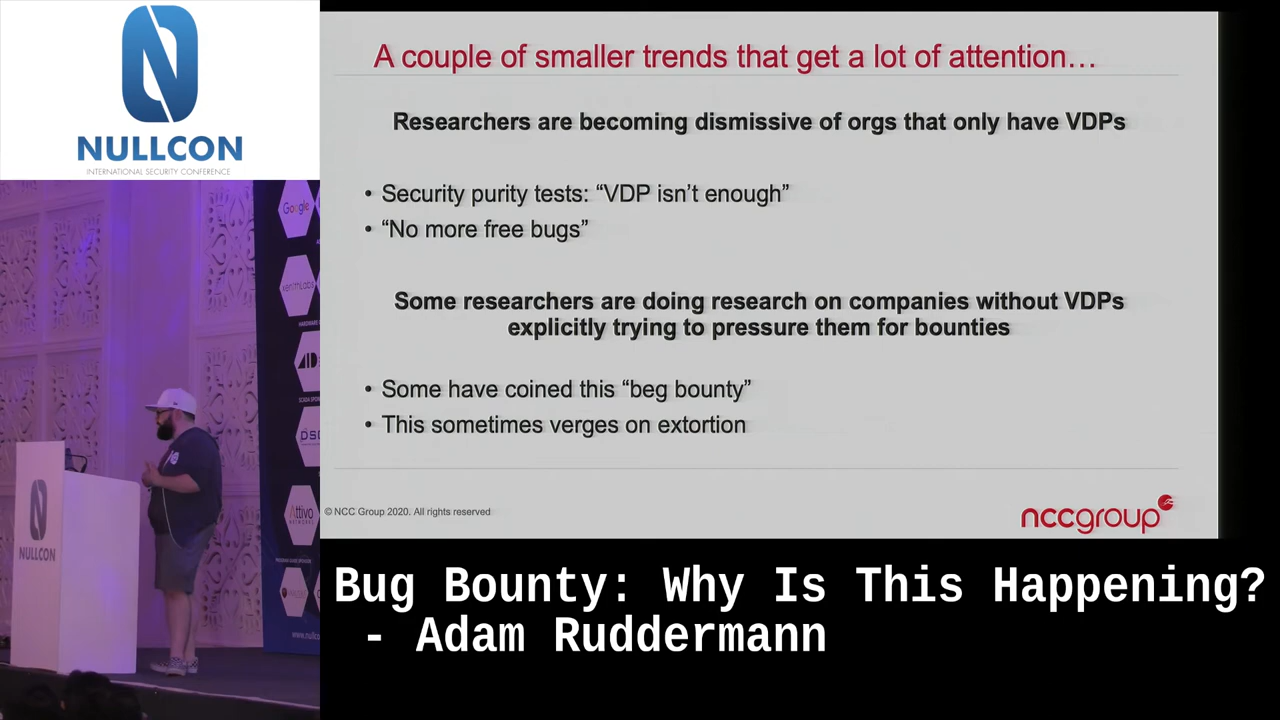 NULLCON
INTERNATIONAL SECURITY CONFERENCE
A couple of smaller trends that get a lot of attention…
Researchers are becoming dismissive of orgs that only have VDPs
• Security purity tests: “VDP isn’t enough”
• “No more free bugs”
Some researchers are doing research on companies without VDPs
explicitly trying to pressure them for bounties
• Some have coined this “beg bounty”
• This sometimes verges on extortion
© NCC Group 2020. All rights reserved
nccgroup
Google
Attivo
NULLCON
Bug Bounty: Why Is This Happening?
- Adam Ruddermann